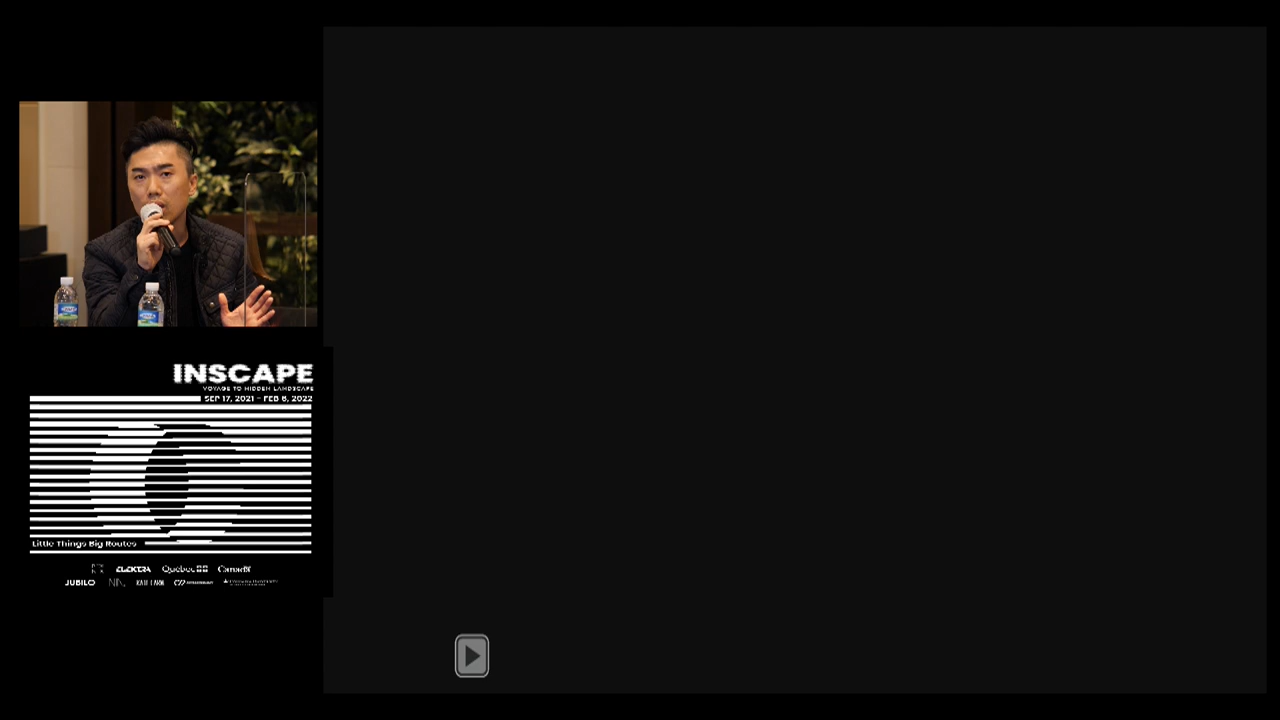 INSCAPE
VOYAGE TO HIDDEN LANDSCAPE
SEP 17, 2021 – FEB 6, 2022
Little Things Big Routes
ELEKTRA Québec Canada
JUBILO